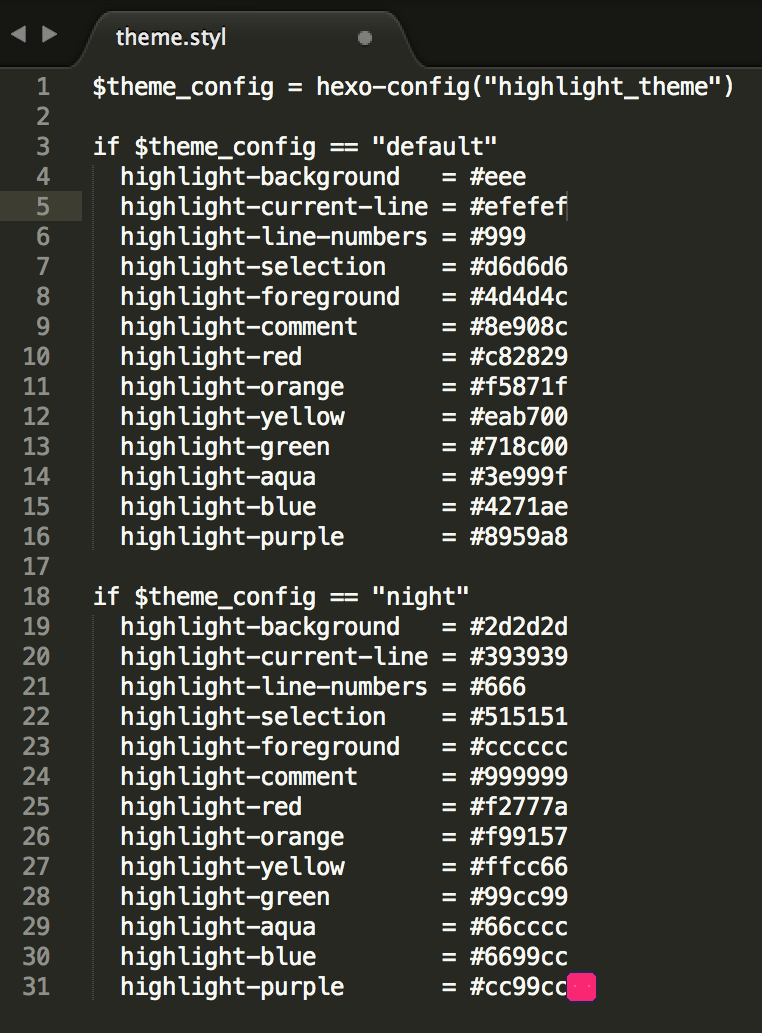 theme.styl
1 $theme_config = hexo-config("highlight_theme")
2
3 if $theme_config == "default"
4   highlight-background   = #eee
5   highlight-current-line = #efefef
6   highlight-line-numbers = #999
7   highlight-selection    = #d6d6d6
8   highlight-foreground   = #4d4d4c
9   highlight-comment      = #8e908c
10   highlight-red          = #c82829
11   highlight-orange       = #f5871f
12   highlight-yellow       = #eab700
13   highlight-green        = #718c00
14   highlight-aqua         = #3e999f
15   highlight-blue         = #4271ae
16   highlight-purple       = #8959a8
17
18 if $theme_config == "night"
19   highlight-background   = #2d2d2d
20   highlight-current-line = #393939
21   highlight-line-numbers = #666
22   highlight-selection    = #515151
23   highlight-foreground   = #cccccc
24   highlight-comment      = #999999
25   highlight-red          = #f2777a
26   highlight-orange       = #f99157
27   highlight-yellow       = #ffcc66
28   highlight-green        = #99cc99
29   highlight-aqua         = #66cccc
30   highlight-blue         = #6699cc
31   highlight-purple       = #cc99cc